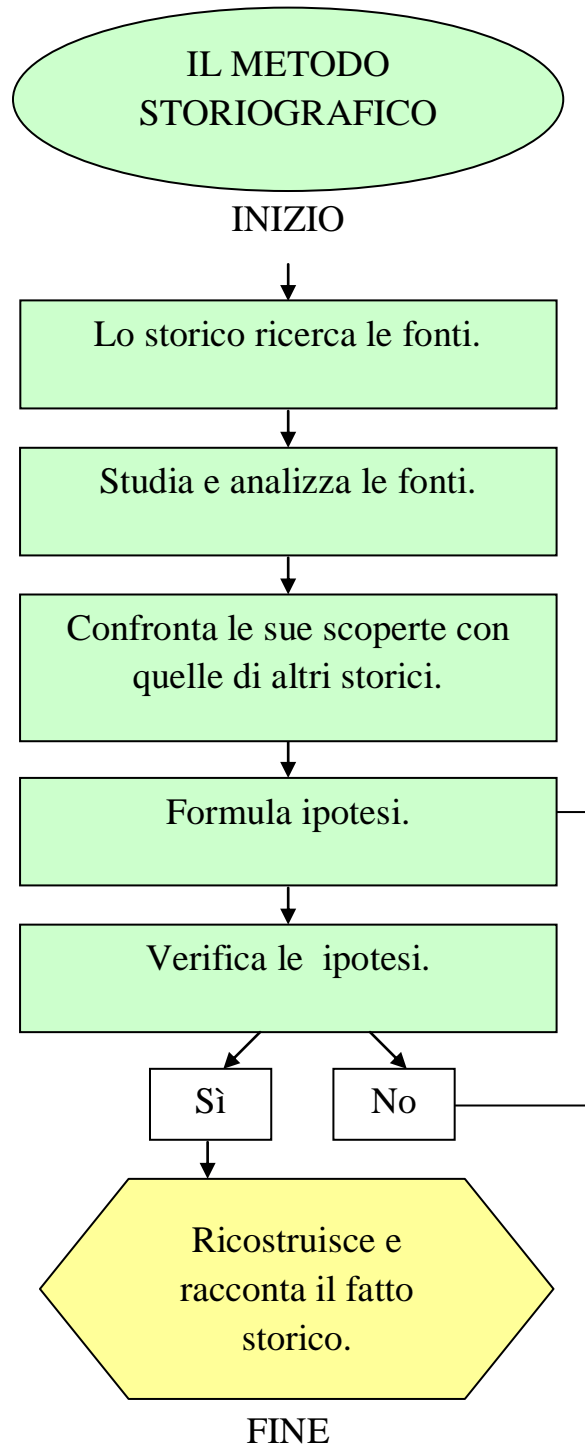 IL METODO
STORIOGRAFICO
INIZIO
Lo storico ricerca le fonti.
Studia e analizza le fonti.
Confronta le sue scoperte con
quelle di altri storici.
Formula ipotesi.
Verifica le  ipotesi.
Sì
No
Ricostruisce e
racconta il fatto
storico.
FINE